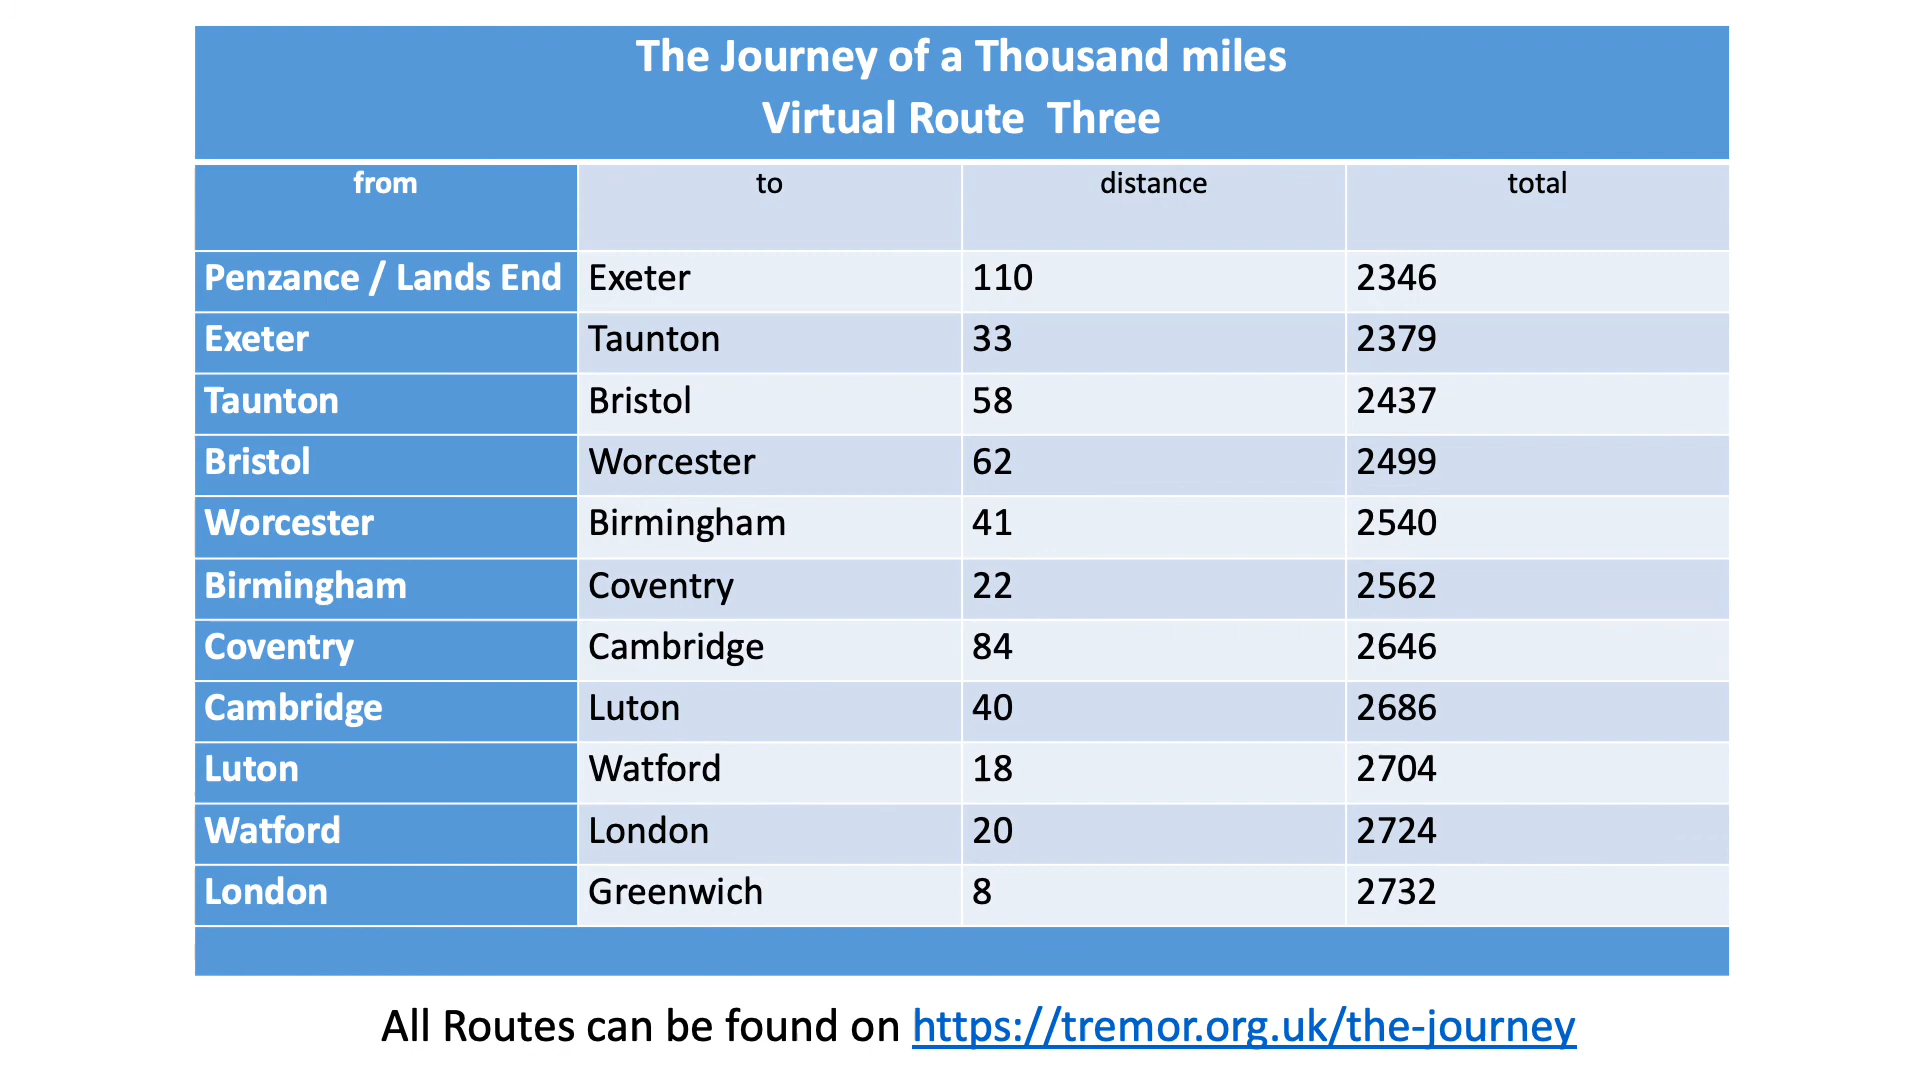 The Journey of a Thousand miles
Virtual Route Three
from to distance total
Penzance / Lands End Exeter 110 2346
Exeter Taunton 33 2379
Taunton Bristol 58 2437
Bristol Worcester 62 2499
Worcester Birmingham 41 2540
Birmingham Coventry 22 2562
Coventry Cambridge 84 2646
Cambridge Luton 40 2686
Luton Watford 18 2704
Watford London 20 2724
London Greenwich 8 2732
All Routes can be found on https://tremor.org.uk/the-journey